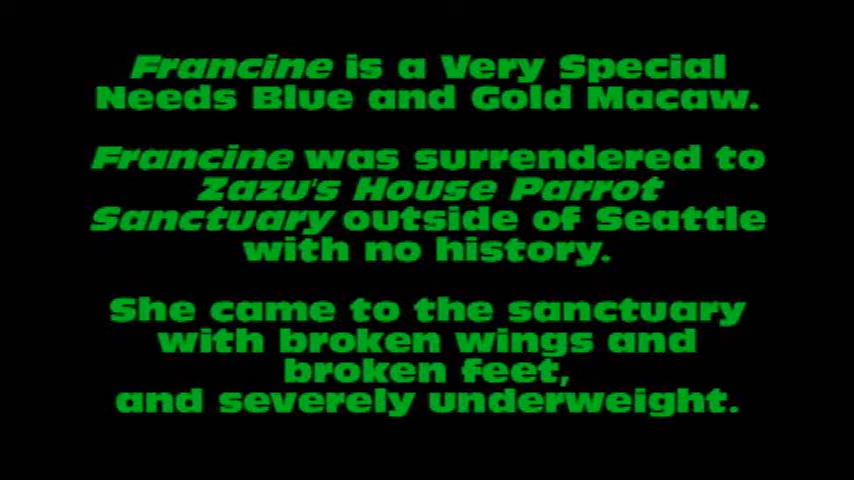 Francine is a Very Special
Needs Blue and Gold Macaw.
Francine was surrendered to
Zazu's House Parrot
Sanctuary outside of Seattle
with no history.
She came to the sanctuary
with broken wings and
broken feet,
and severely underweight.